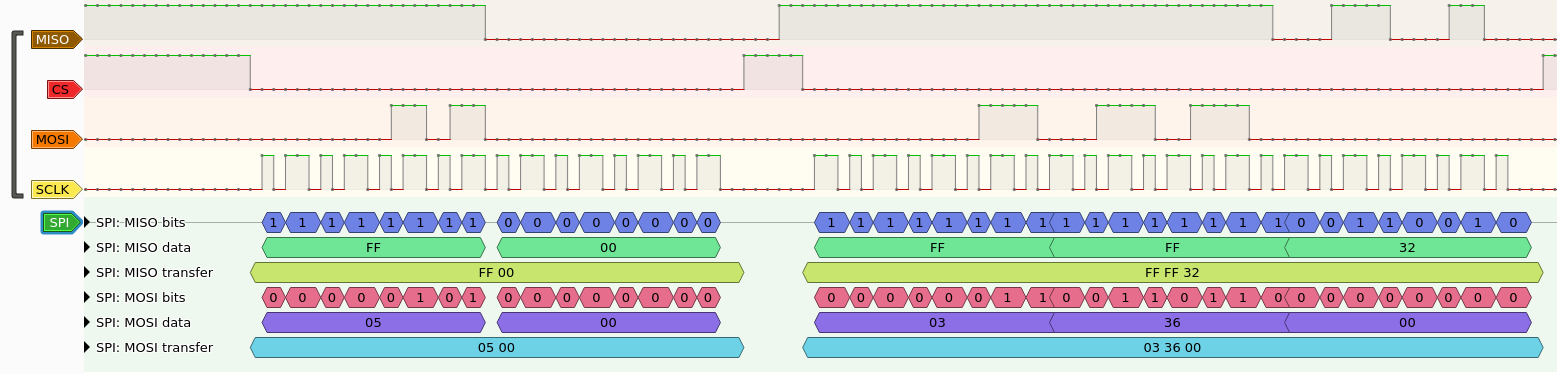 MISO
CS
MOSI
SCLK
SPI SPI: MISO bits 1 1 1 1 1 1 1 1 0 0 0 0 0 0 0 0 1 1 1 1 1 1 1 1 1 1 1 1 1 1 1 1 0 0 1 1 0 0 1 0
SPI: MISO data FF 00 FF FF 32
SPI: MISO transfer FF 00 FF FF 32
SPI: MOSI bits 0 0 0 0 0 1 0 1 0 0 0 0 0 0 0 0 0 0 0 0 0 0 1 1 0 0 1 1 0 1 1 0 0 0 0 0 0 0 0 0
SPI: MOSI data 05 00 03 36 00
SPI: MOSI transfer 05 00 03 36 00